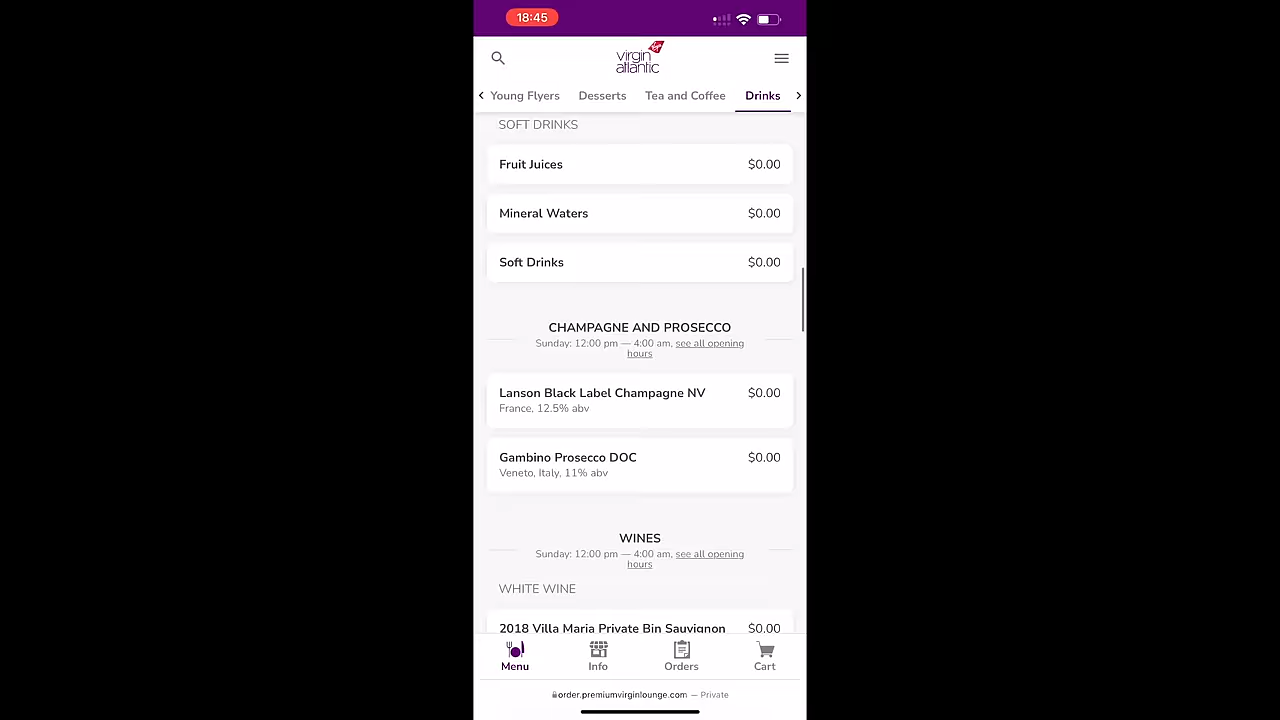 18:45
virgin
atlantic
Young Flyers Desserts Tea and Coffee Drinks
SOFT DRINKS
Fruit Juices $0.00
Mineral Waters $0.00
Soft Drinks $0.00
CHAMPAGNE AND PROSECCO
Sunday: 12:00 pm — 4:00 am, see all opening
hours
Lanson Black Label Champagne NV $0.00
France, 12.5% abv
Gambino Prosecco DOC $0.00
Veneto, Italy, 11% abv
WINES
Sunday: 12:00 pm — 4:00 am, see all opening
hours
WHITE WINE
2018 Villa Maria Private Bin Sauvignon $0.00
Menu Info Orders Cart
order.premiumvirginlounge.com — Private